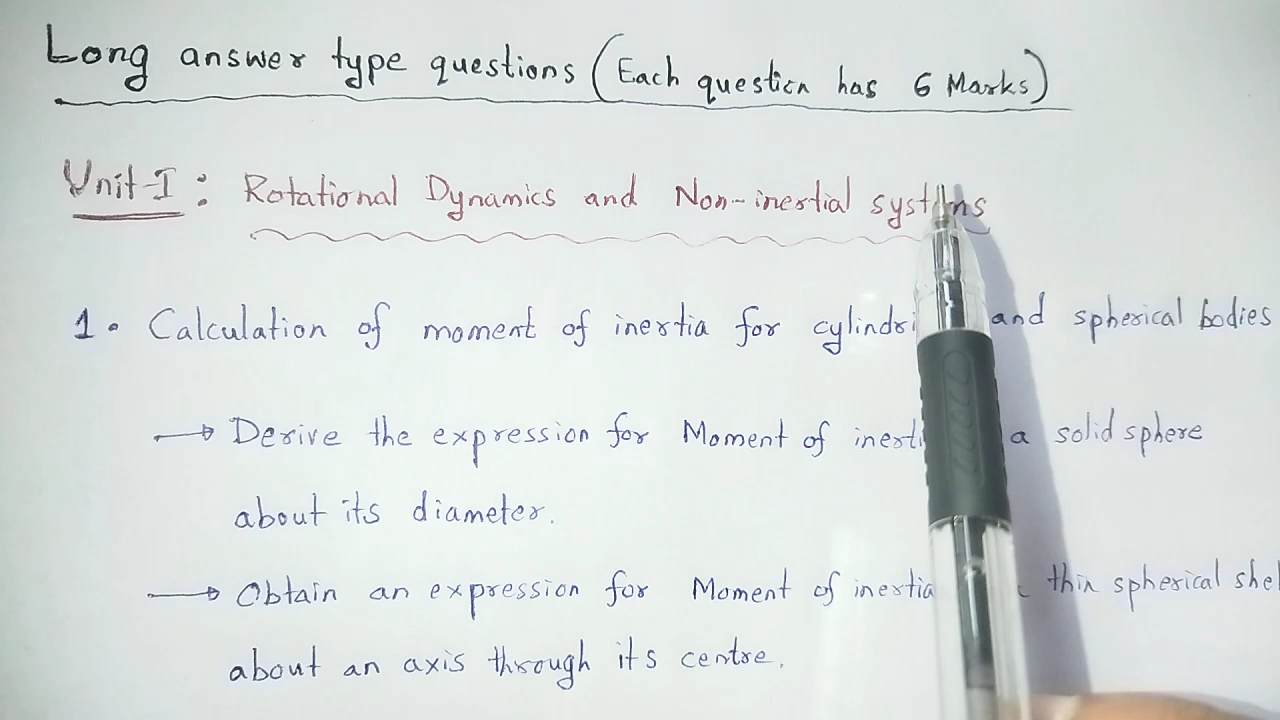 Long answer type questions (Each question has 6 Marks)
Unit-I: Rotational Dynamics and Non-inertial systems
1. Calculation of moment of inertia for cylindri and spherical bodies
→ Derive the expression for Moment of inerti a solid sphere
about its diameter.
→ Obtain an expression for Moment of inertia thin spherical shel
about an axis through its centre.